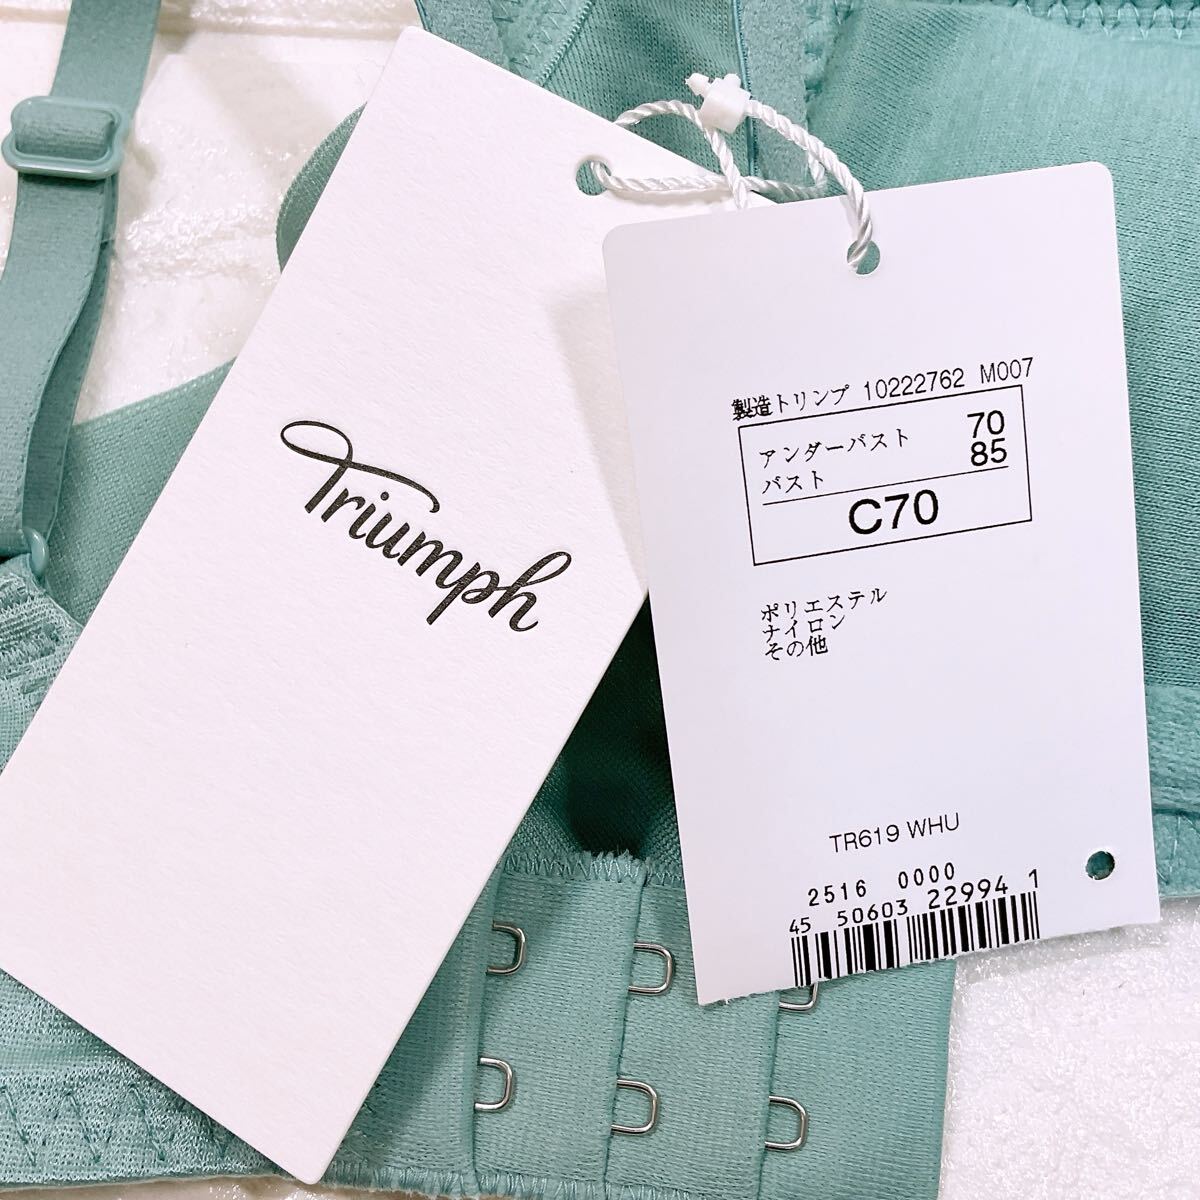 Triumph
製造トリンプ 10222762 M007
アンダーバスト 70
バスト 85
C70
ポリエステル
ナイロン
その他
TR619 WHU
2516 0000
45 50603 22994 1